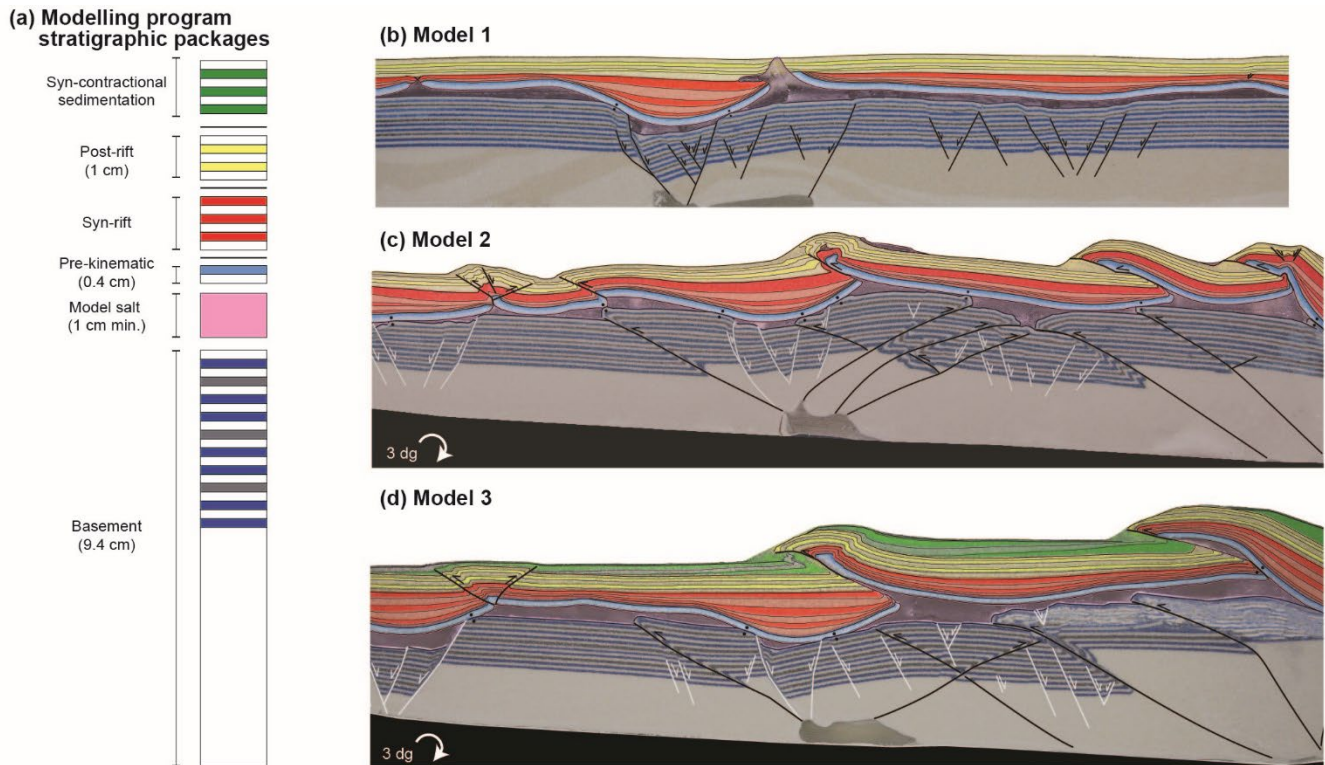 (a) Modelling program
stratigraphic packages
Syn-contractional
sedimentation
Post-rift
(1 cm)
Syn-rift
Pre-kinematic
(0.4 cm)
Model salt
(1 cm min.)
Basement
(9.4 cm)
(b) Model 1
(c) Model 2
3 dg
(d) Model 3
3 dg